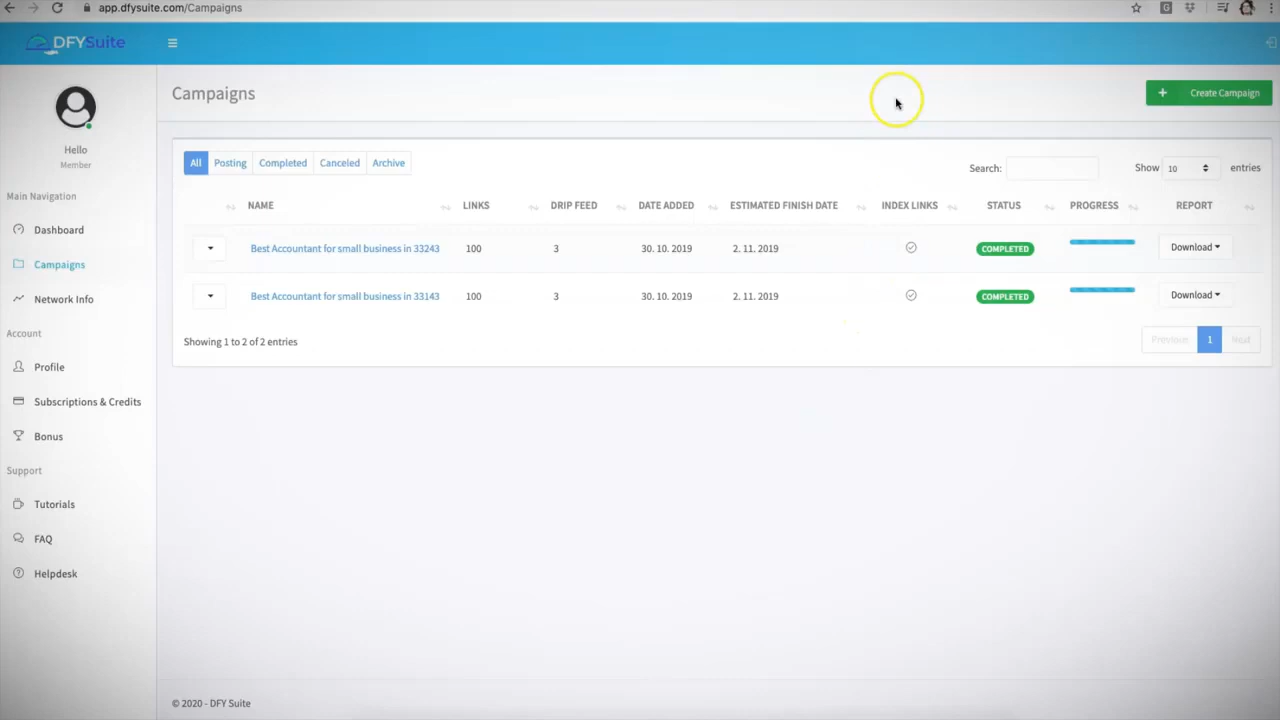 app.dfysuite.com/Campaigns
DFYSuite
Hello
Member
Main Navigation
Dashboard
Campaigns
Network Info
Account
Profile
Subscriptions & Credits
Bonus
Support
Tutorials
FAQ
Helpdesk
Campaigns
+ Create Campaign
All Posting Completed Canceled Archive
Search: Show 10 entries
NAME LINKS DRIP FEED DATE ADDED ESTIMATED FINISH DATE INDEX LINKS STATUS PROGRESS REPORT
Best Accountant for small business in 33243 100 3 30. 10. 2019 2. 11. 2019 COMPLETED Download
Best Accountant for small business in 33143 100 3 30. 10. 2019 2. 11. 2019 COMPLETED Download
Showing 1 to 2 of 2 entries
Previous 1 Next
© 2020 - DFY Suite